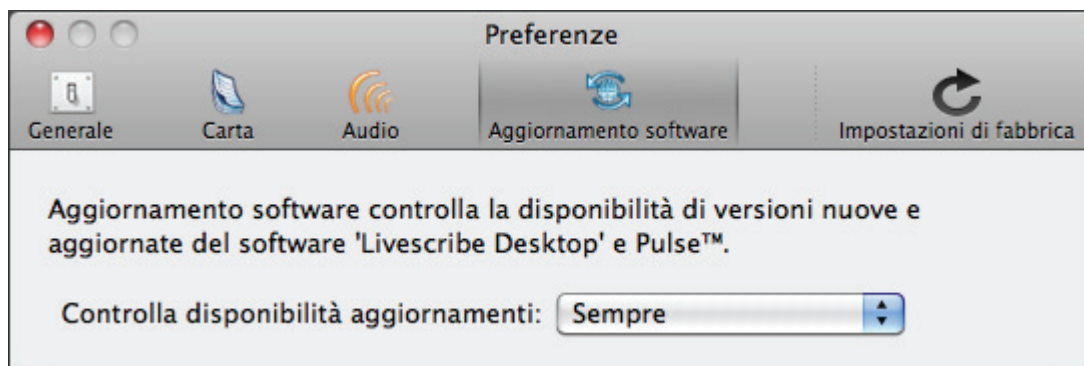 Preferenze
Generale
Carta
Audio
Aggiornamento software
Impostazioni di fabbrica
Aggiornamento software controlla la disponibilità di versioni nuove e
aggiornate del software 'Livescribe Desktop' e Pulse™.
Controlla disponibilità aggiornamenti: Sempre